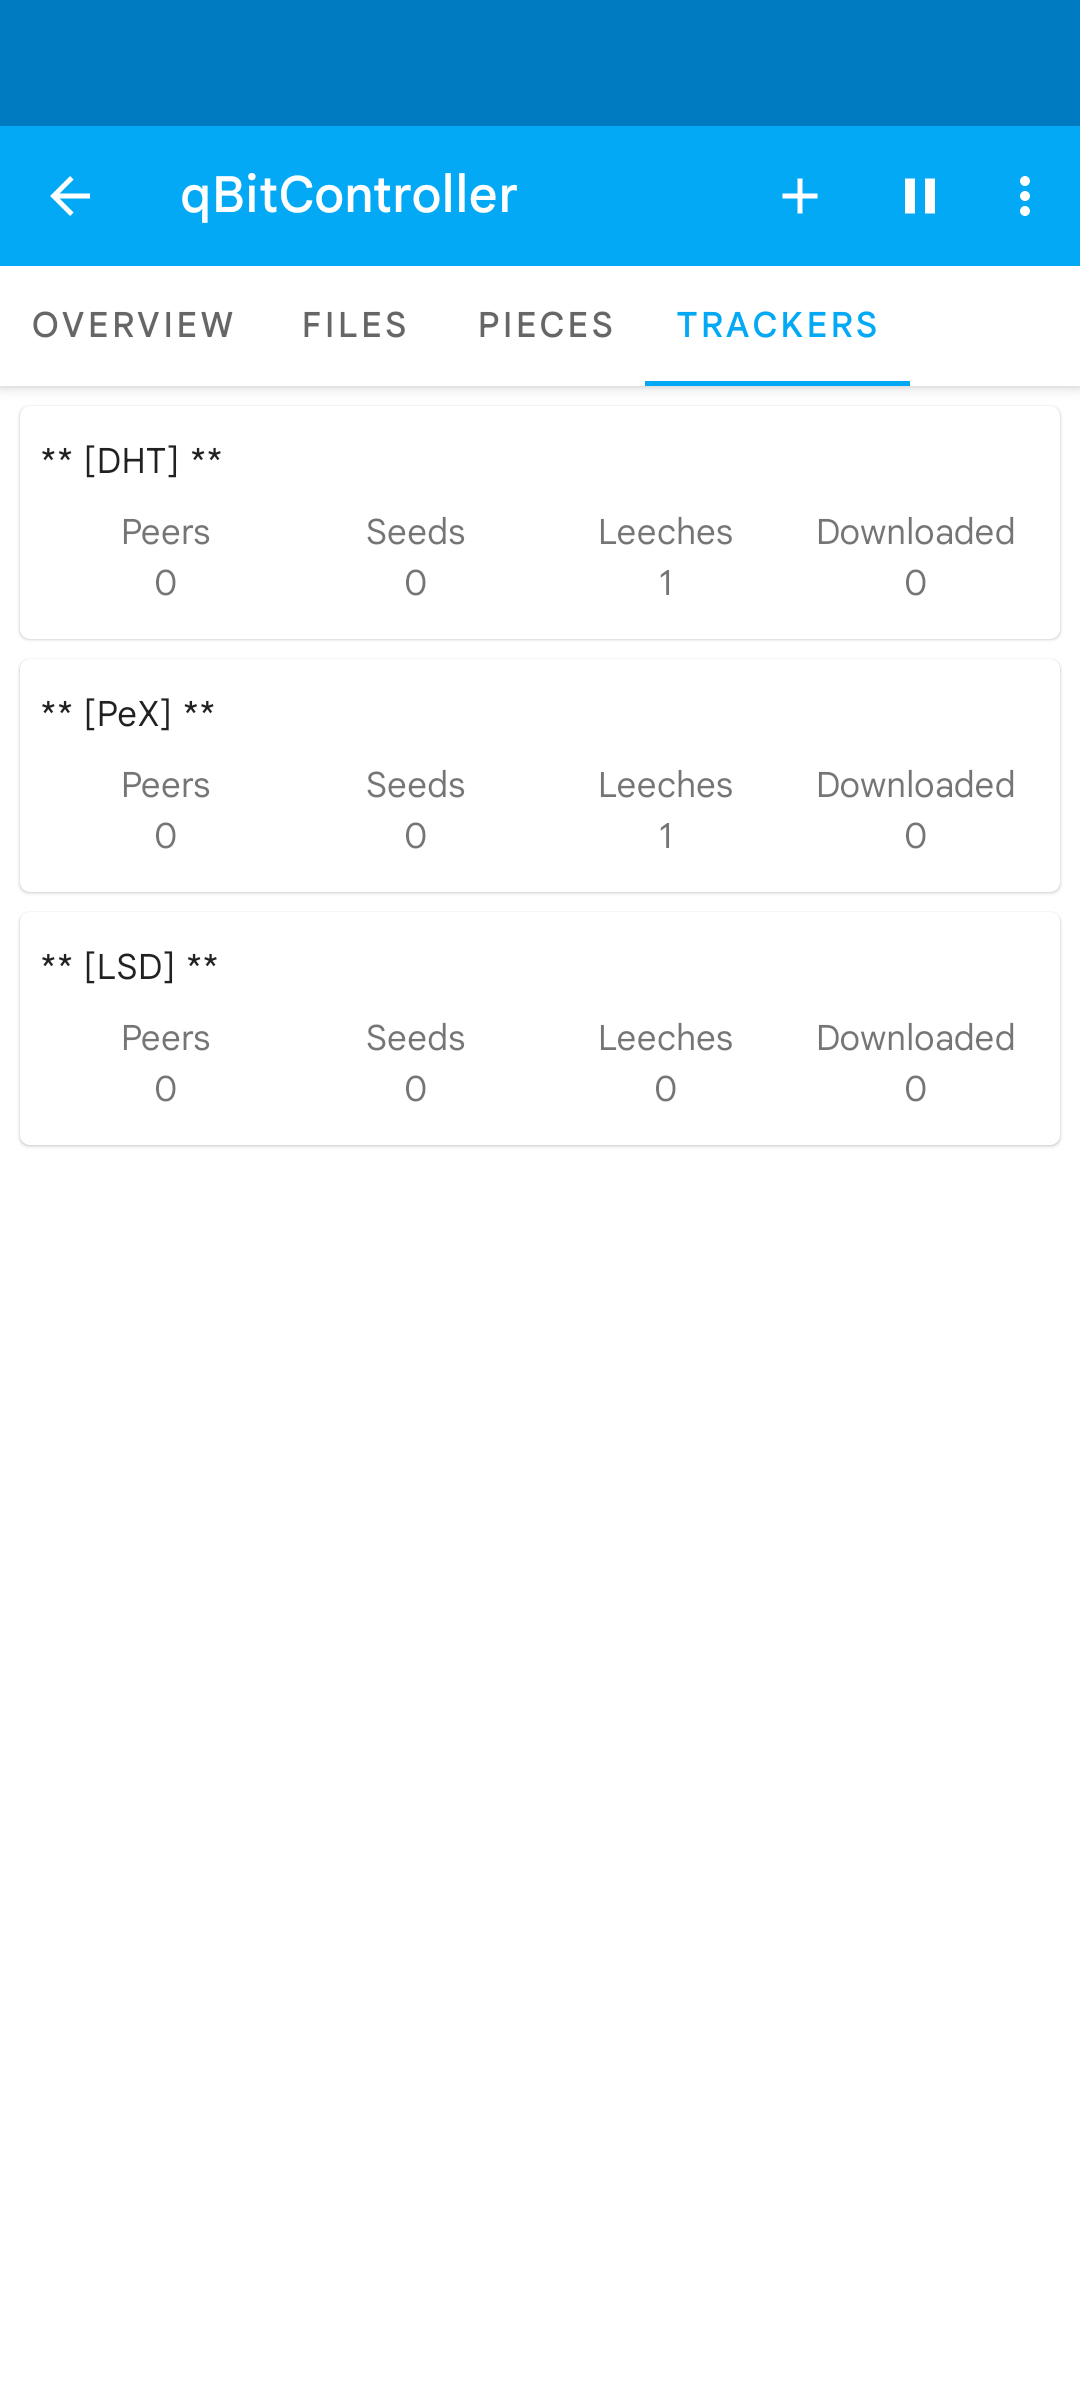 qBitController
OVERVIEW FILES PIECES TRACKERS
** [DHT] **
Peers Seeds Leeches Downloaded
0 0 1 0
** [PeX] **
Peers Seeds Leeches Downloaded
0 0 1 0
** [LSD] **
Peers Seeds Leeches Downloaded
0 0 0 0